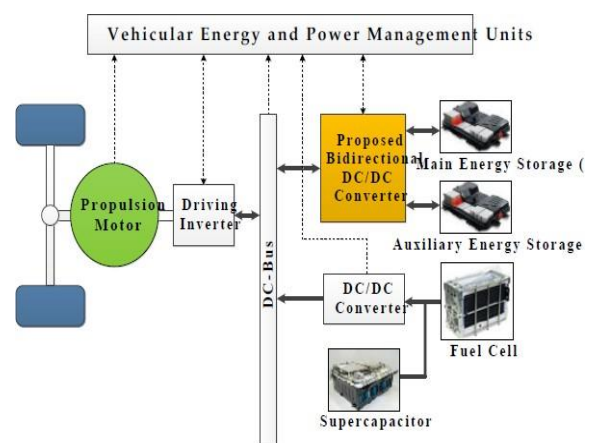 Vehicular Energy and Power Management Units
Proposed
Bidirectional
DC/DC
Converter
Main Energy Storage (
Propulsion
Motor
Driving
Inverter
Auxiliary Energy Storage
DC-Bus
DC/DC
Converter
Fuel Cell
Supercapacitor